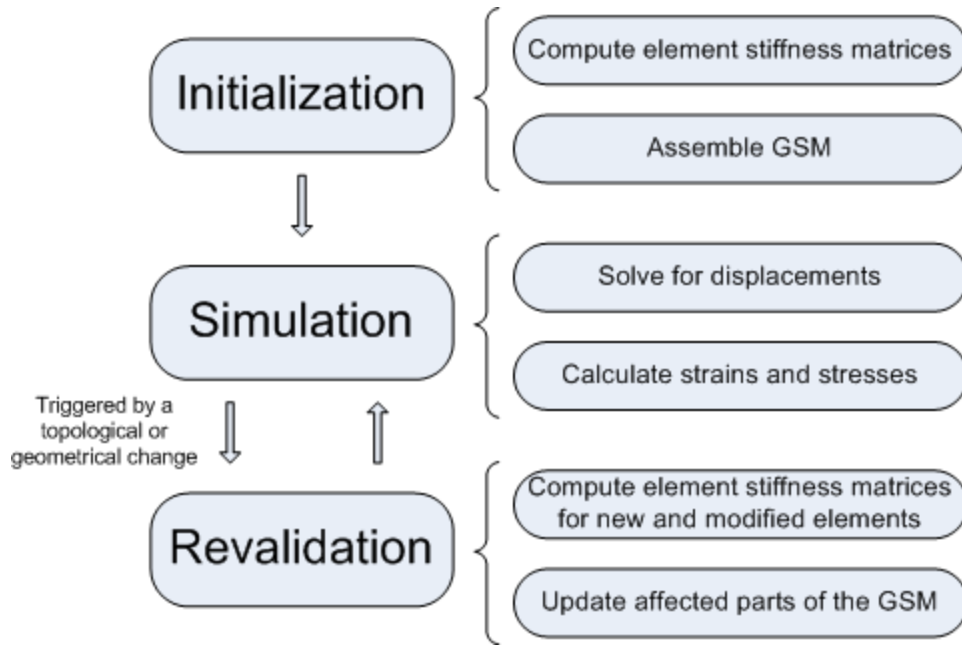 Initialization
Compute element stiffness matrices
Assemble GSM
Simulation
Solve for displacements
Calculate strains and stresses
Triggered by a
topological or
geometrical change
Revalidation
Compute element stiffness matrices
for new and modified elements
Update affected parts of the GSM